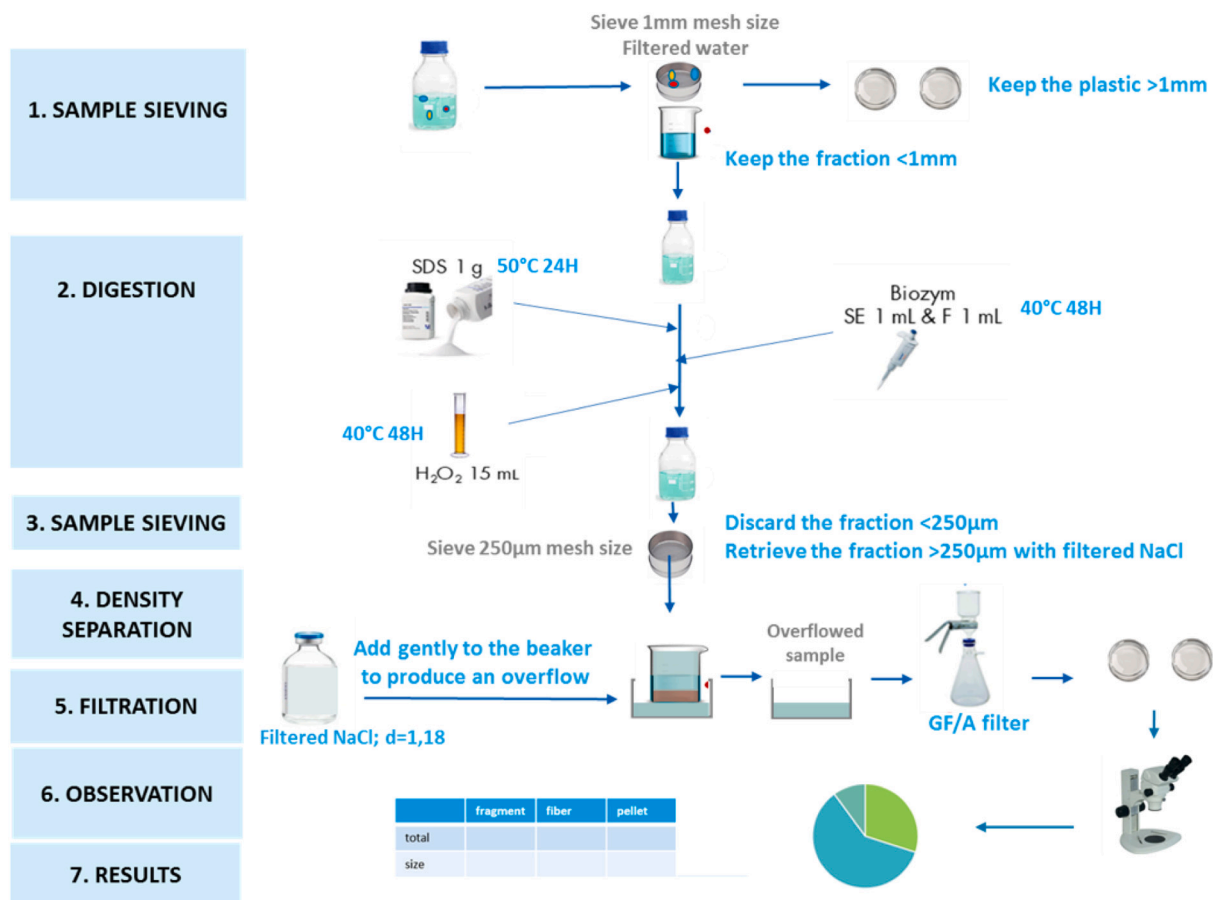 Sieve 1mm mesh size
Filtered water
1. SAMPLE SIEVING
Keep the plastic >1mm
Keep the fraction <1mm
2. DIGESTION
SDS 1 g 50°C 24H
Biozym
SE 1 mL & F 1 mL 40°C 48H
40°C 48H
H₂O₂ 15 mL
3. SAMPLE SIEVING
Sieve 250µm mesh size
Discard the fraction <250µm
Retrieve the fraction >250µm with filtered NaCl
4. DENSITY
SEPARATION
Add gently to the beaker
to produce an overflow
Overflowed
sample
5. FILTRATION
Filtered NaCl; d=1,18
GF/A filter
6. OBSERVATION
fragment fiber pellet
total
size
7. RESULTS